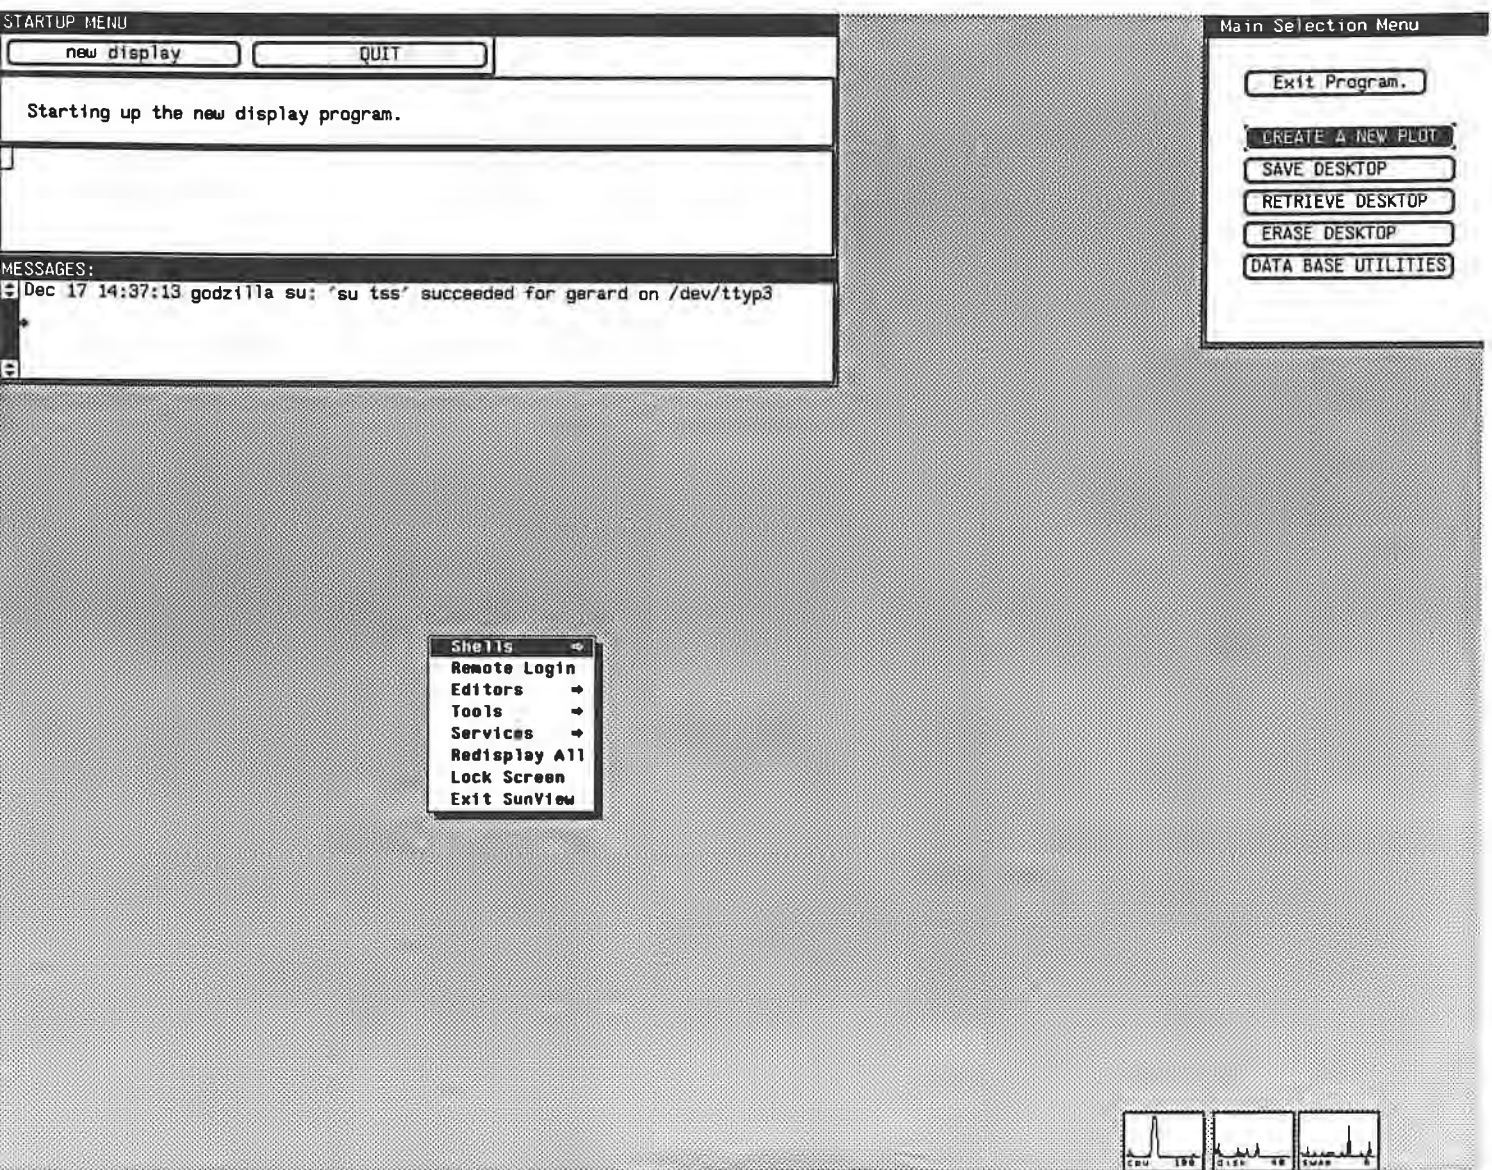 STARTUP MENU
new display
QUIT
Starting up the new display program.
MESSAGES:
Dec 17 14:37:13 godzilla su: 'su tss' succeeded for gerard on /dev/ttyp3
Main Selection Menu
Exit Program.
CREATE A NEW PLOT
SAVE DESKTOP
RETRIEVE DESKTOP
ERASE DESKTOP
DATA BASE UTILITIES
Shells
Remote Login
Editors
Tools
Services
Redisplay All
Lock Screen
Exit SunView
CPU 100